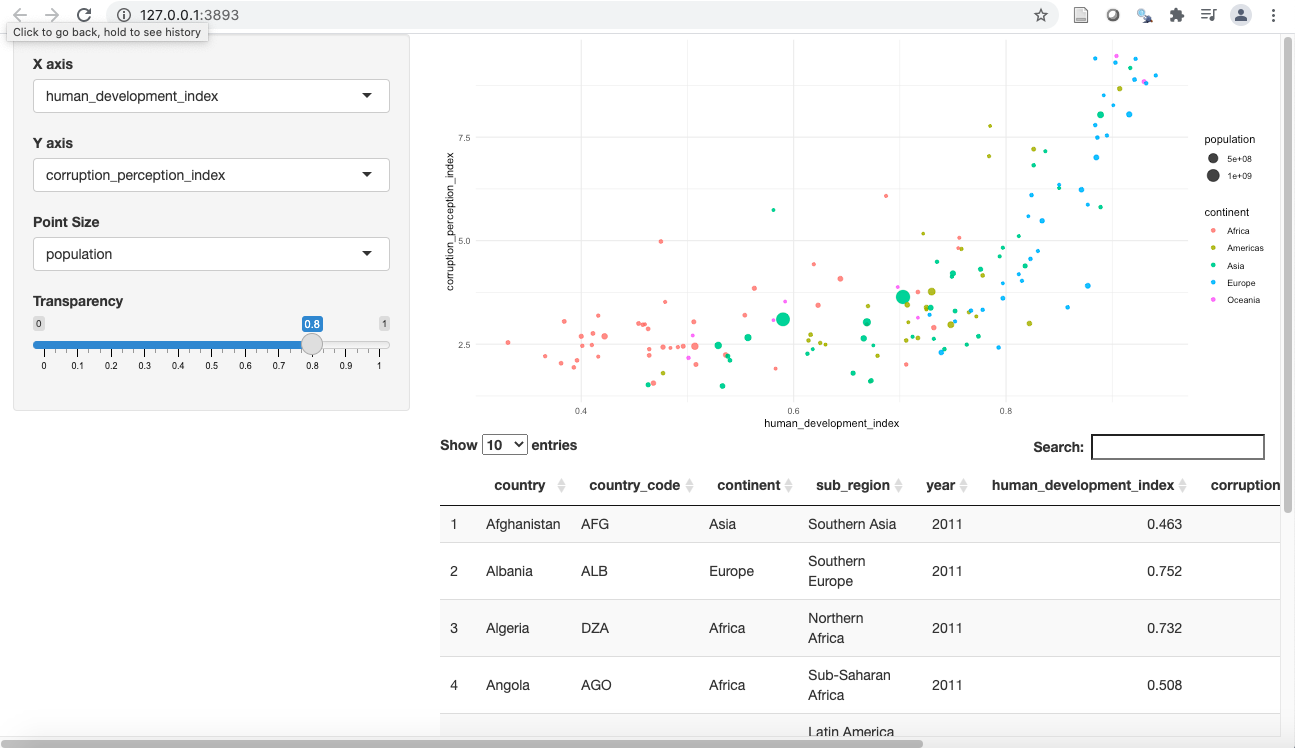 127.0.0.1:3893
Click to go back, hold to see history
X axis
human_development_index
Y axis
corruption_perception_index
Point Size
population
Transparency
0 0.8 1
0 0.1 0.2 0.3 0.4 0.5 0.6 0.7 0.8 0.9 1
corruption_perception_index
7.5
5.0
2.5
0.4 0.6 0.8
human_development_index
population
5e+08
1e+09
continent
Africa
Americas
Asia
Europe
Oceania
Show 10 entries Search:
country country_code continent sub_region year human_development_index corruption
1 Afghanistan AFG Asia Southern Asia 2011 0.463
2 Albania ALB Europe Southern Europe 2011 0.752
3 Algeria DZA Africa Northern Africa 2011 0.732
4 Angola AGO Africa Sub-Saharan Africa 2011 0.508
Latin America